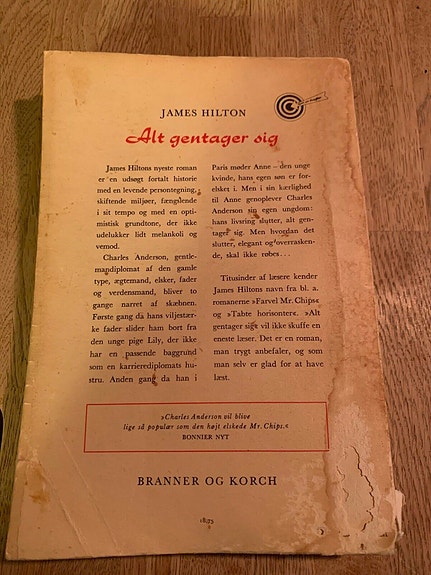 JAMES HILTON
Alt gentager sig
James Hiltons nyeste roman
er en udsøgt fortalt historie
med en levende persontegning,
skiftende miljøer, fængslende
i sit tempo og med en opti-
mistisk grundtone, der ikke
udelukker lidt melankoli og
vemod.
Charles Anderson, gentle-
mandiplomat af den gamle
type, ægtemand, elsker, fader
og verdensmand, bliver to
gange narret af skæbnen.
Første gang da hans viljestær-
ke fader slider ham bort fra
den unge pige Lily, der ikke
har en passende baggrund
som en karrierediplomats hu-
stru. Anden gang da han i
Paris møder Anne – den unge
kvinde, hans egen søn er for-
elsket i. Men i sin kærlighed
til Anne genoplever Charles
Anderson sin egen ungdom:
hans livsring slutter, alt gen-
tager sig. Men hvordan det
slutter, elegant og overrasken-
de, skal ikke røbes...
Titusinder af læsere kender
James Hiltons navn fra bl. a.
romanerne »Farvel Mr. Chips«
og »Tabte horisonter«. »Alt
gentager sig« vil ikke skuffe en
eneste læser. Det er en roman,
man trygt anbefaler, og som
man selv er glad for at have
læst.
»Charles Anderson vil blive
lige så populær som den højt elskede Mr. Chips.«
BONNIER NYT
BRANNER OG KORCH
18,75